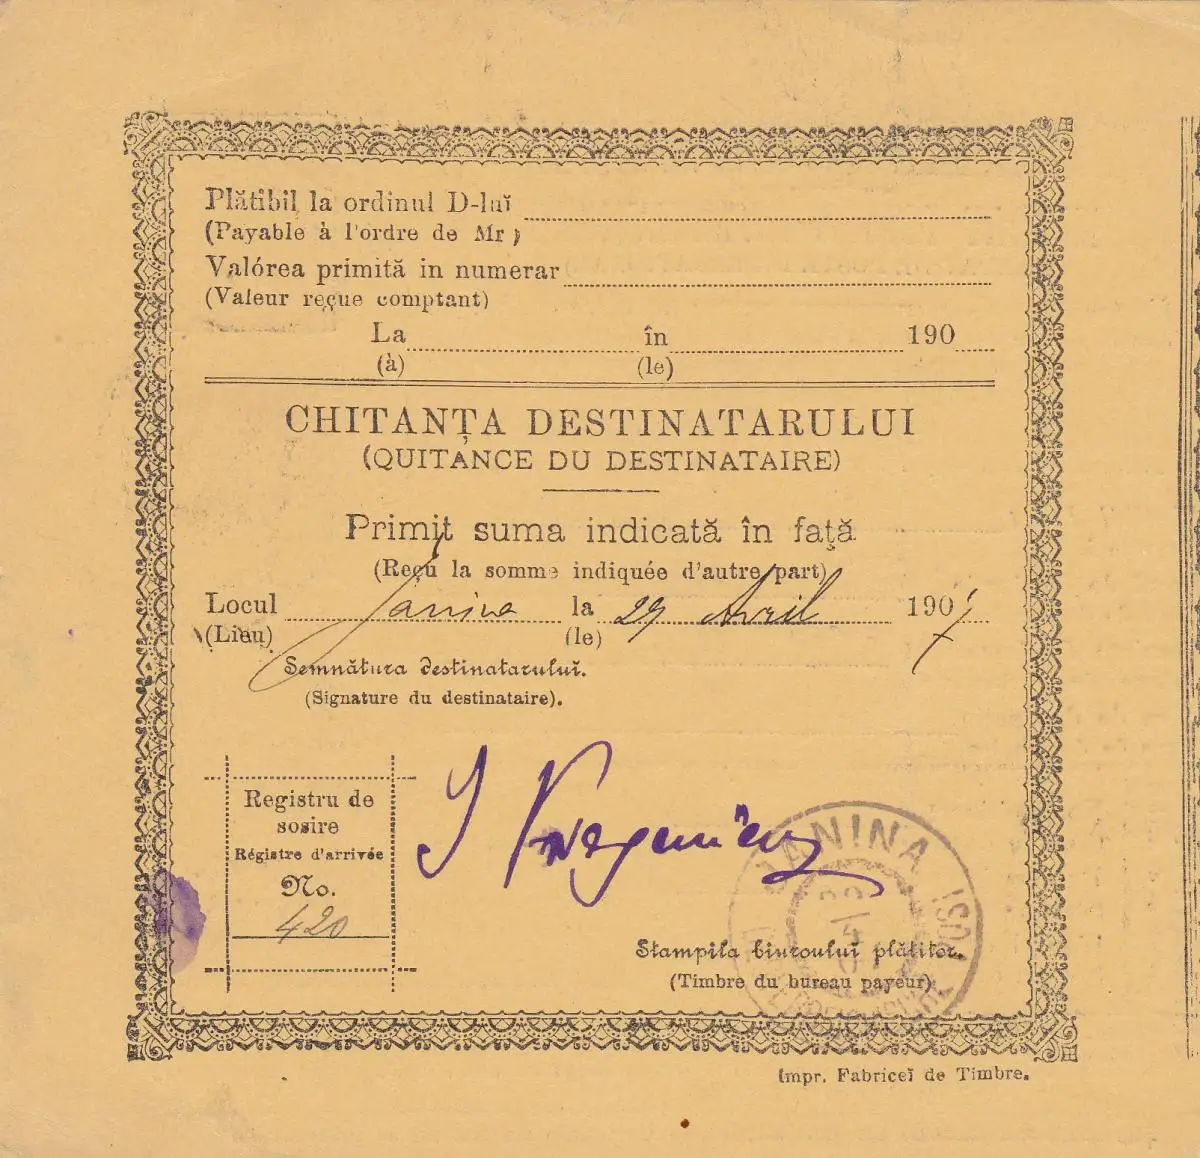 Plătibil la ordinul D-luĭ
(Payable à l'ordre de Mr )
Valórea primită in numerar
(Valeur reçue comptant)
La în 190
(à) (le)
CHITANȚA DESTINATARULUI
(QUITANCE DU DESTINATAIRE)
Primit suma indicată în față
(Reçu la somme indiquée d'autre part)
Locul Janina la 29 Avril 1907
(Lieu) (le)
Semnătura destinataruluĭ.
(Signature du destinataire).
Registru de
sosire
Régistre d'arrivée
No.
420
JANINA
Stampila biuroului plătitor.
(Timbre du bureau payeur)
Impr. Fabriceĭ de Timbre.